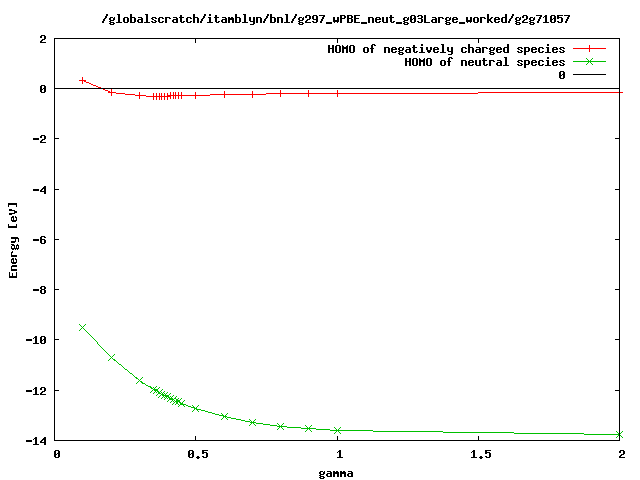 /globalscratch/itamblyn/bnl/g297_wPBE_neut_g03Large_worked/g2g71057
HOMO of negatively charged species
HOMO of neutral species
0
2
0
-2
-4
-6
-8
-10
-12
-14
Energy [eV]
0 0.5 1 1.5 2
gamma